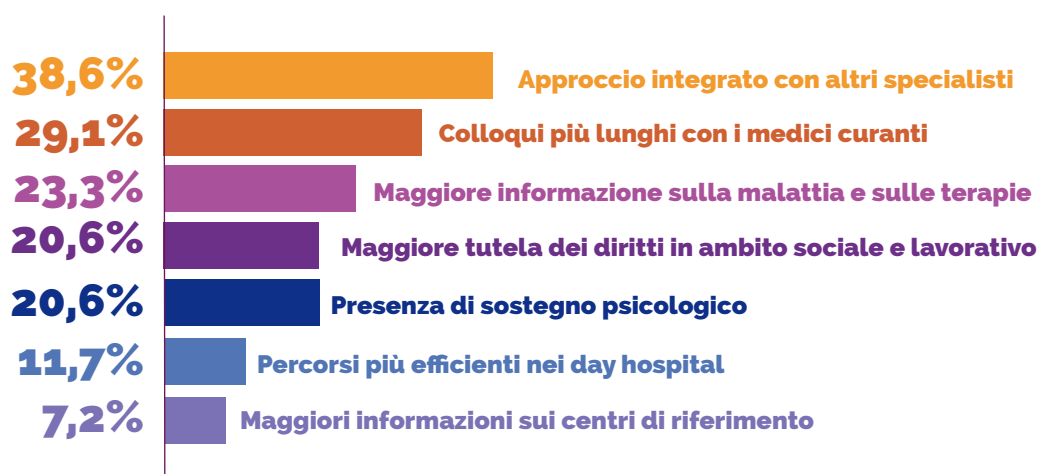 38,6% Approccio integrato con altri specialisti
29,1% Colloqui più lunghi con i medici curanti
23,3% Maggiore informazione sulla malattia e sulle terapie
20,6% Maggiore tutela dei diritti in ambito sociale e lavorativo
20,6% Presenza di sostegno psicologico
11,7% Percorsi più efficienti nei day hospital
7,2% Maggiori informazioni sui centri di riferimento